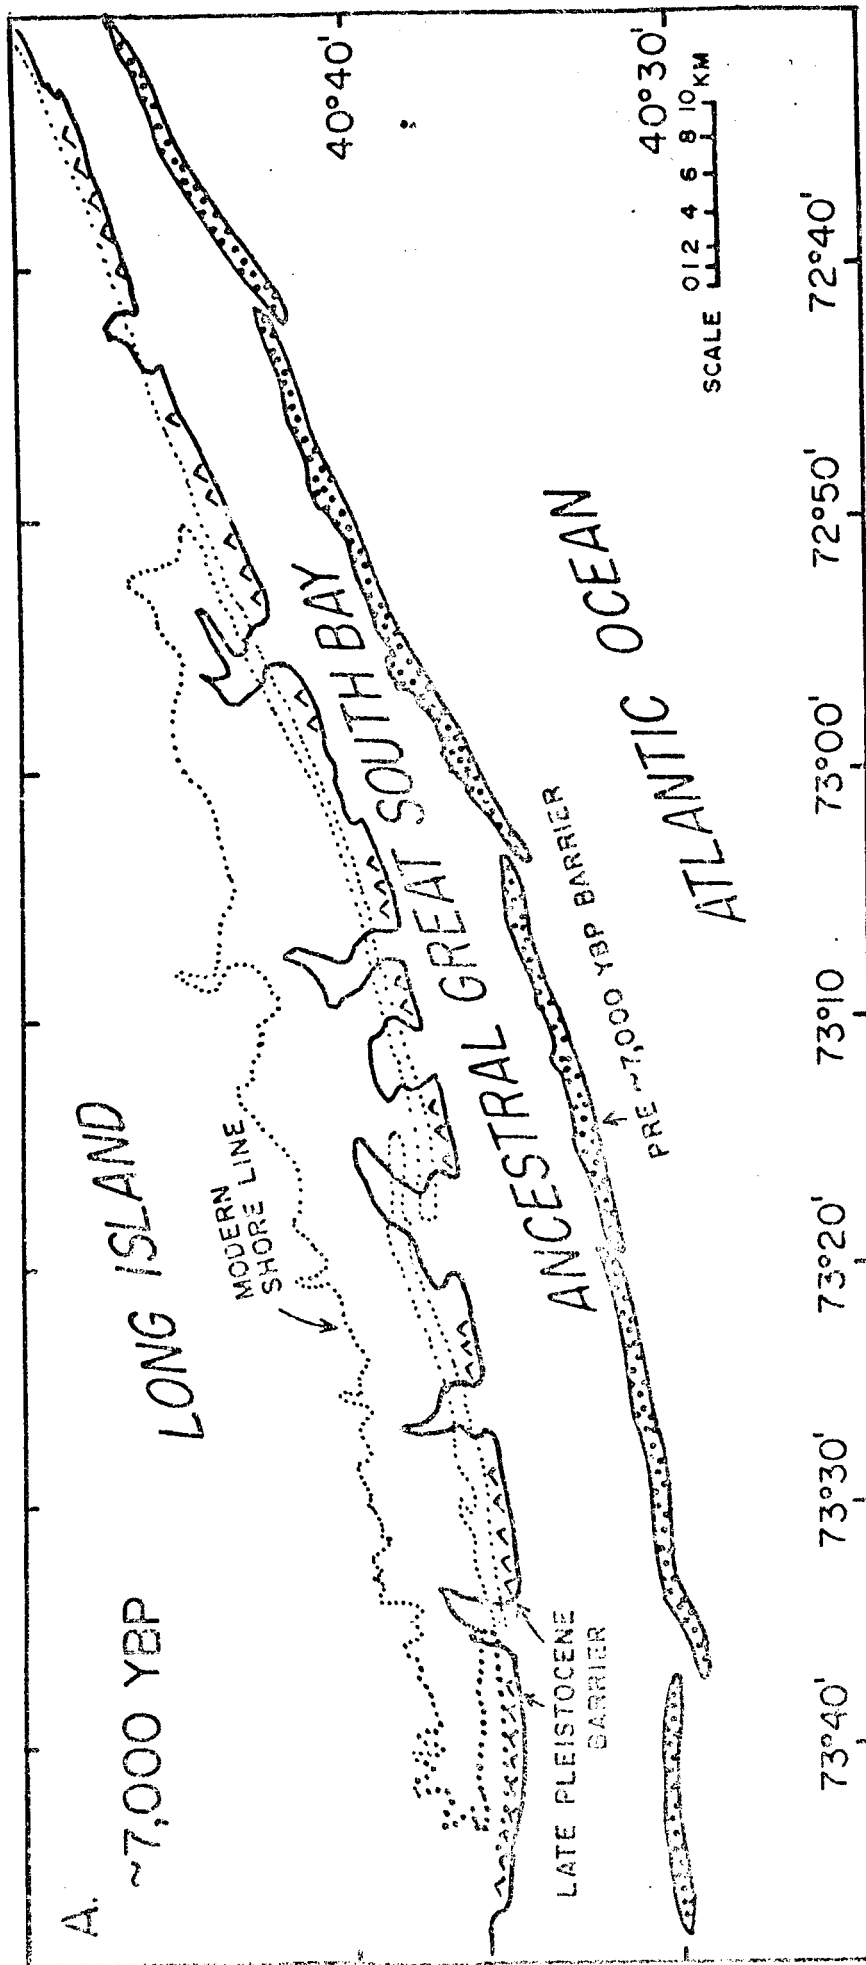 A.
~7,000 YBP
LONG ISLAND
MODERN
SHORE LINE
40°40'
ANCESTRAL GREAT SOUTH BAY
LATE PLEISTOCENE
BARRIER
PRE ~7,000 YBP BARRIER
ATLANTIC OCEAN
40°30'
SCALE 0 1 2 4 6 8 10 KM
73°40' 73°30' 73°20' 73°10' 73°00' 72°50' 72°40'